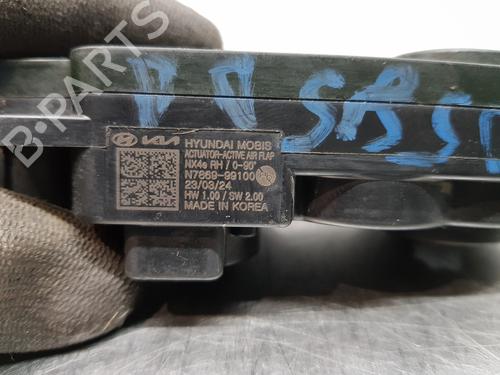 HYUNDAI MOBIS
ACTUATOR-ACTIVE AIR FLAP
NX4e RH / 0~90°
N7669-99100
23/03/24
HW 1.00 / SW 2.00
MADE IN KOREA
B-PARTS